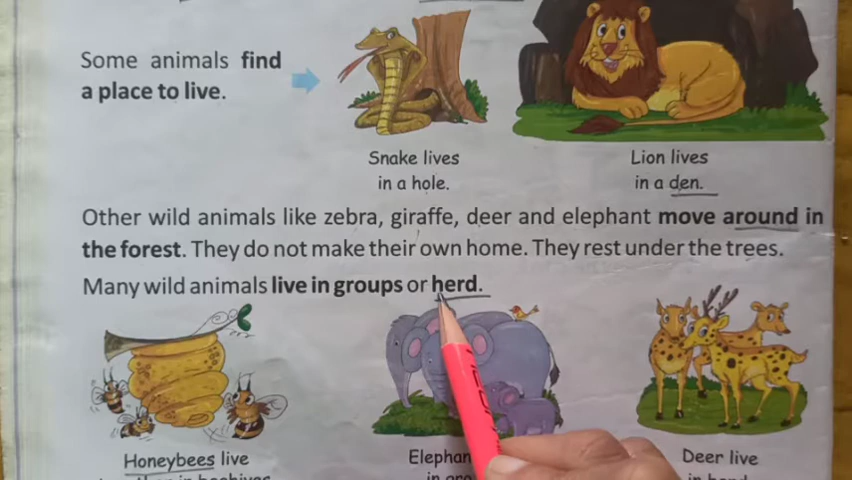 Some animals find
a place to live.
Snake lives
in a hole.
Lion lives
in a den.
Other wild animals like zebra, giraffe, deer and elephant move around in
the forest. They do not make their own home. They rest under the trees.
Many wild animals live in groups or herd.
Honeybees live
Elephan
Deer live